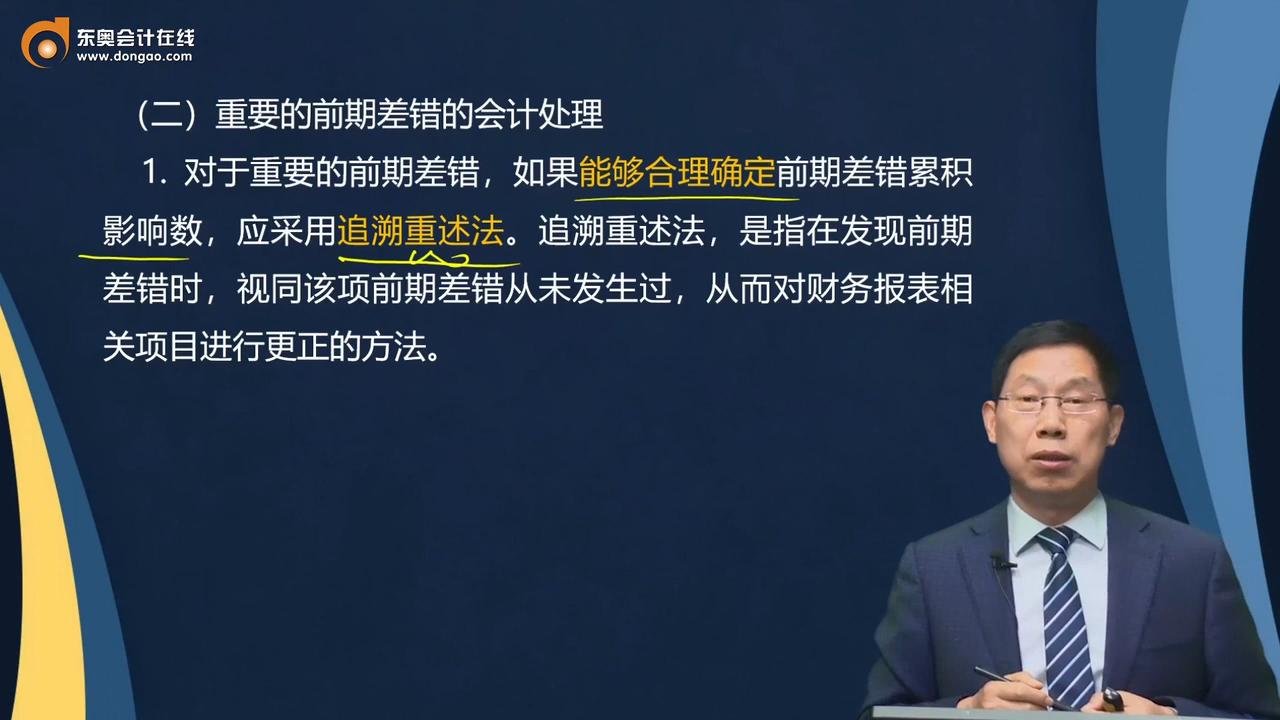 东奥会计在线
www.dongao.com
（二）重要的前期差错的会计处理
1. 对于重要的前期差错，如果能够合理确定前期差错累积
影响数，应采用追溯重述法。追溯重述法，是指在发现前期
差错时，视同该项前期差错从未发生过，从而对财务报表相
关项目进行更正的方法。